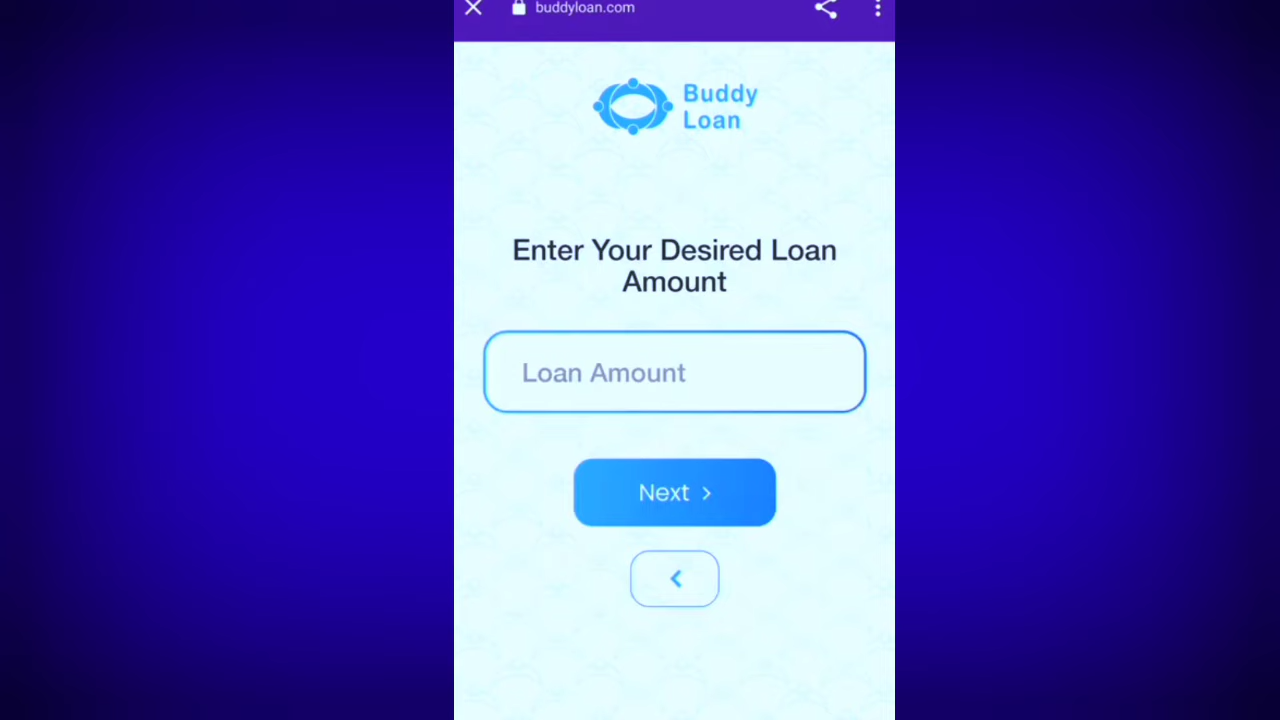 buddyloan.com
Buddy
Loan
Enter Your Desired Loan
Amount
Loan Amount
Next